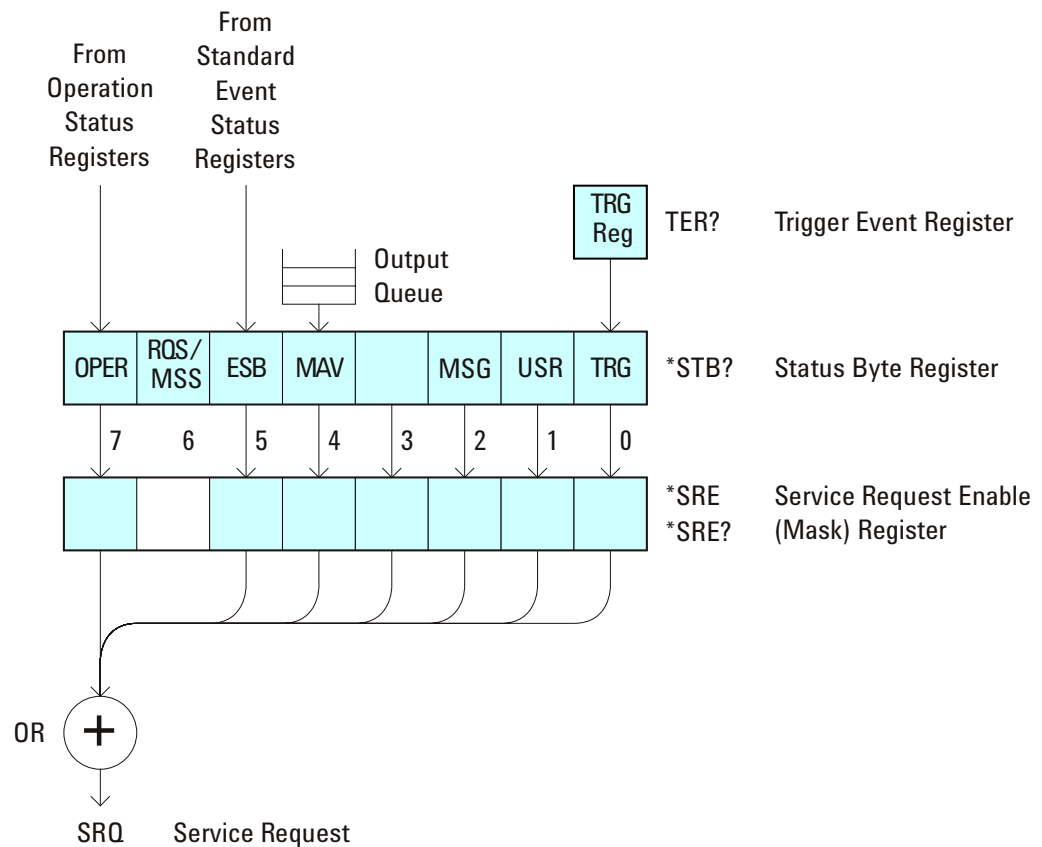 From
Operation
Status
Registers
From
Standard
Event
Status
Registers
TRG
Reg
TER? Trigger Event Register
Output
Queue
OPER RQS/ MSS ESB MAV MSG USR TRG *STB? Status Byte Register
7 6 5 4 3 2 1 0
*SRE Service Request Enable
*SRE? (Mask) Register
OR +
SRQ Service Request